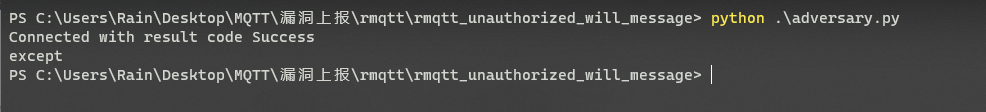 PS C:\Users\Rain\Desktop\MQTT\漏洞上报\rmqtt\rmqtt_unauthorized_will_message> python .\adversary.py
Connected with result code Success
except
PS C:\Users\Rain\Desktop\MQTT\漏洞上报\rmqtt\rmqtt_unauthorized_will_message>